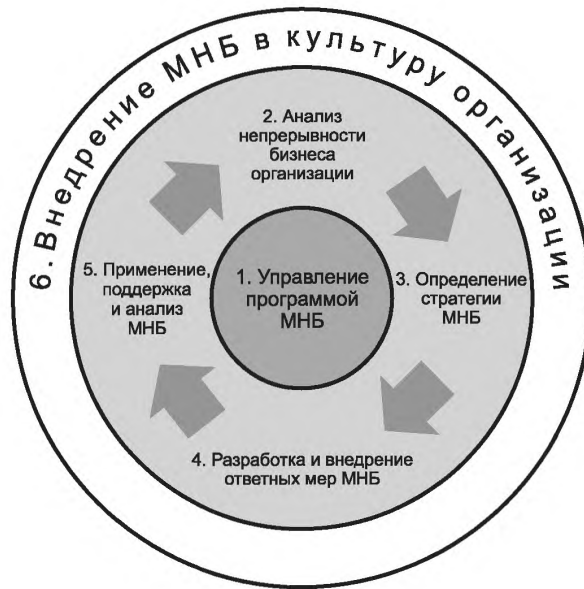 6. Внедрение МНБ в культуру организации
2. Анализ
непрерывности
бизнеса
организации
5. Применение,
поддержка
и анализ
МНБ
1. Управление
программой
МНБ
3. Определение
стратегии
МНБ
4. Разработка и внедрение
ответных мер МНБ